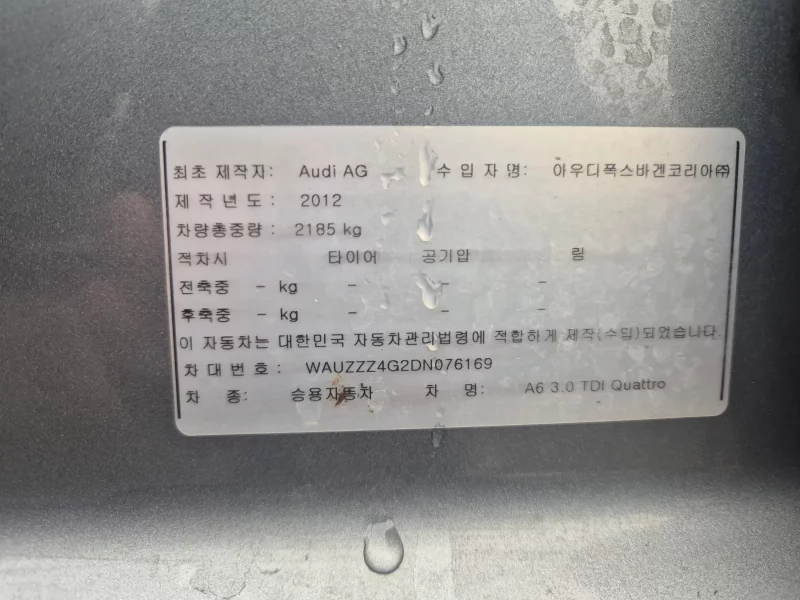 최초 제작자: Audi AG 수 입 자 명: 아우디폭스바겐코리아㈜
제 작 년 도 : 2012
차량총중량 : 2185 kg
적차시 타이어 공기압 림
전축중 - kg - - -
후축중 - kg - - -
이 자동차는 대한민국 자동차관리법령에 적합하게 제작(수입)되었습니다.
차 대 번 호 : WAUZZZ4G2DN076169
차 종: 승용자동차 차 명: A6 3.0 TDI Quattro